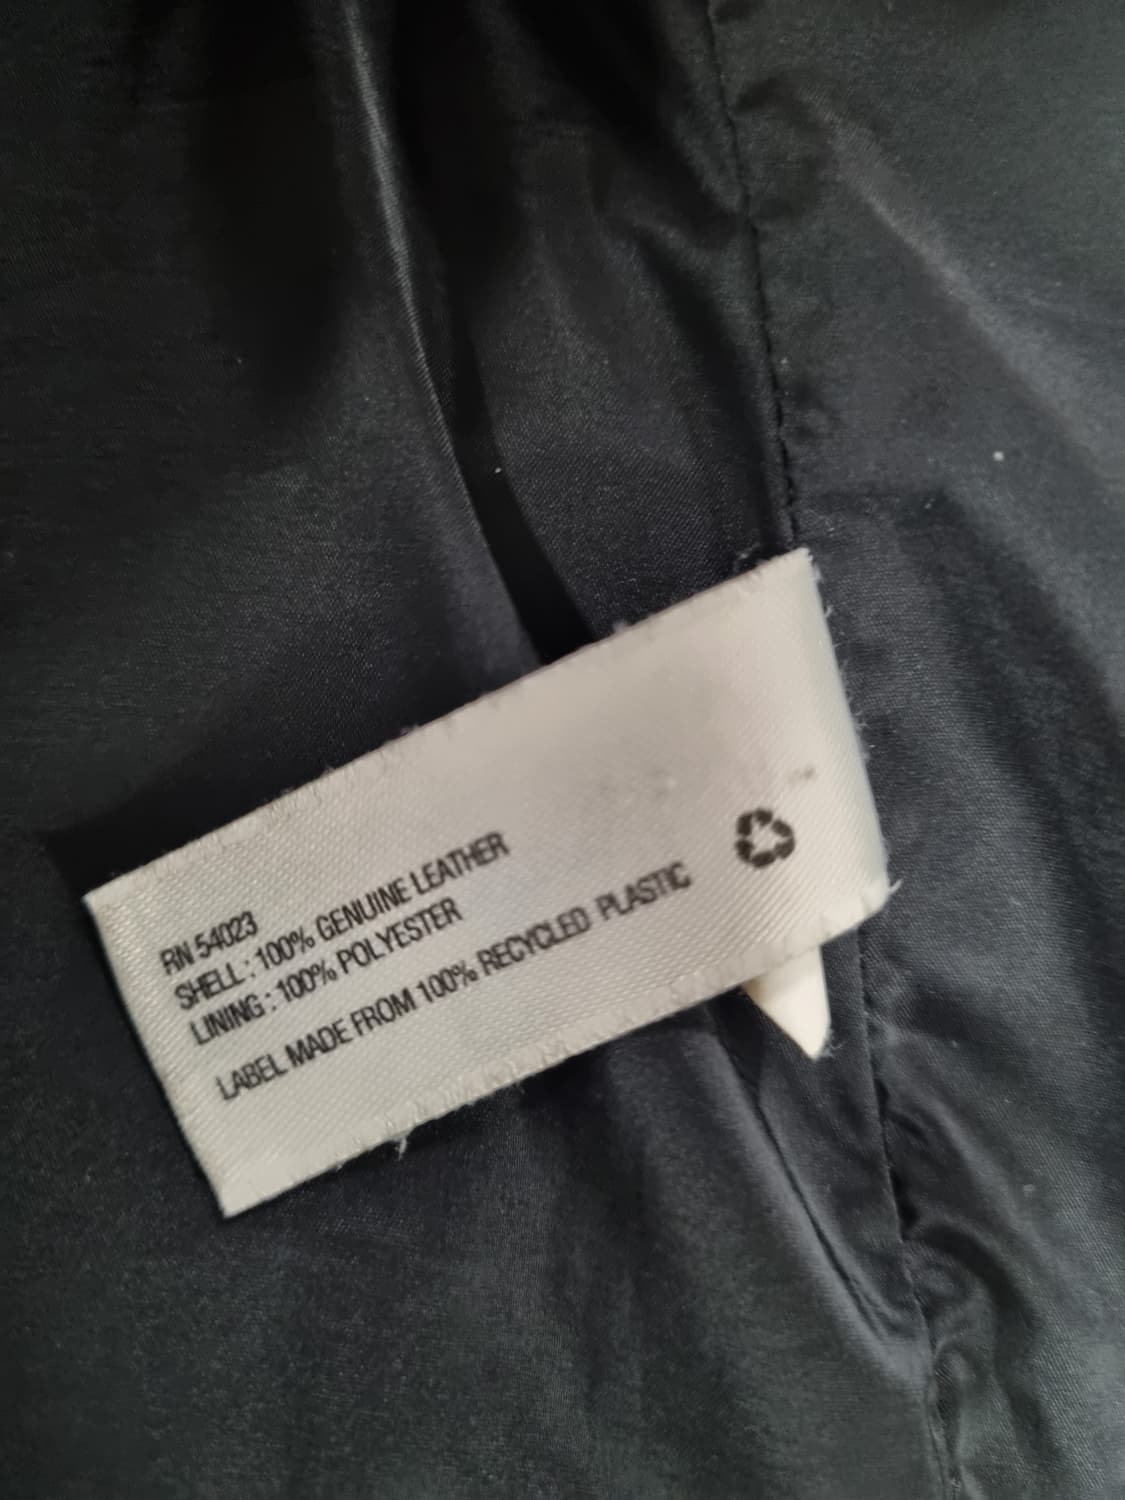 RN 54023
SHELL : 100% GENUINE LEATHER
LINING : 100% POLYESTER
LABEL MADE FROM 100% RECYCLED PLASTIC